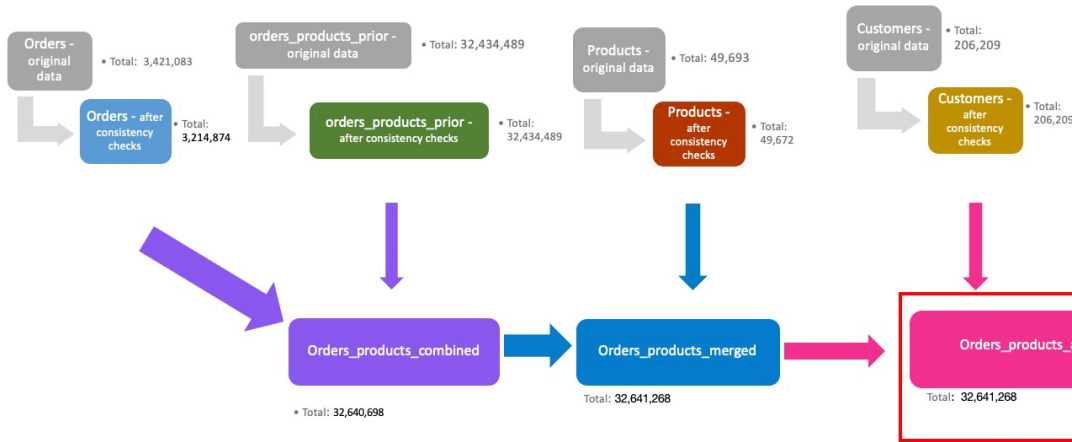 Orders -
original
data
• Total: 3,421,083
orders_products_prior -
original data
• Total: 32,434,489
Products -
original data
• Total: 49,693
Customers -
original data
• Total:
206,209
Orders - after
consistency
checks
• Total:
3,214,874
orders_products_prior -
after consistency checks
• Total:
32,434,489
Products -
after
consistency
checks
• Total:
49,672
Customers -
after
consistency
checks
• Total:
206,209
Orders_products_combined
• Total: 32,640,698
Orders_products_merged
Total: 32,641,268
Orders_products_a
Total: 32,641,268